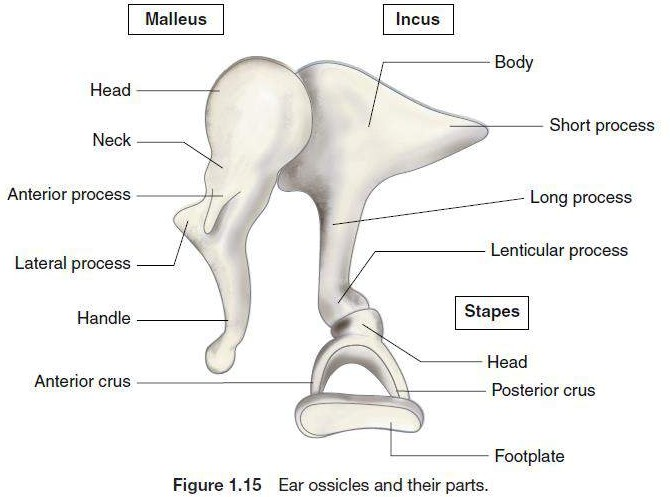 Malleus
Incus
Head
Neck
Anterior process
Lateral process
Handle
Anterior crus
Body
Short process
Long process
Lenticular process
Stapes
Head
Posterior crus
Footplate
Figure 1.15 Ear ossicles and their parts.